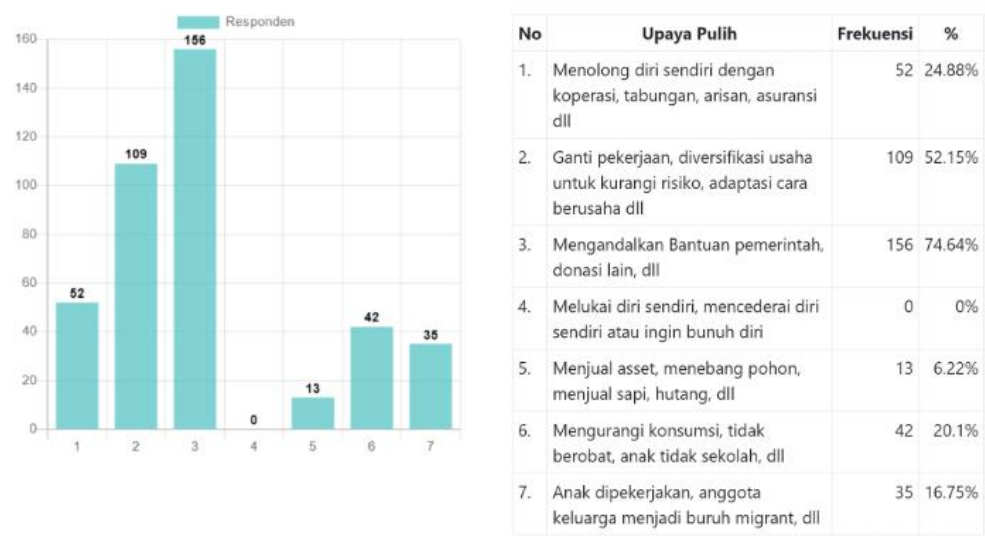 Responden
160
140
120
100
80
60
40
20
0
52
109
156
0
13
42
35
1 2 3 4 5 6 7
No Upaya Pulih Frekuensi %
1. Menolong diri sendiri dengan 52 24.88%
koperasi, tabungan, arisan, asuransi
dll
2. Ganti pekerjaan, diversifikasi usaha 109 52.15%
untuk kurangi risiko, adaptasi cara
berusaha dll
3. Mengandalkan Bantuan pemerintah, 156 74.64%
donasi lain, dll
4. Melukai diri sendiri, mencederai diri 0 0%
sendiri atau ingin bunuh diri
5. Menjual asset, menebang pohon, 13 6.22%
menjual sapi, hutang, dll
6. Mengurangi konsumsi, tidak 42 20.1%
berobat, anak tidak sekolah, dll
7. Anak dipekerjakan, anggota 35 16.75%
keluarga menjadi buruh migrant, dll